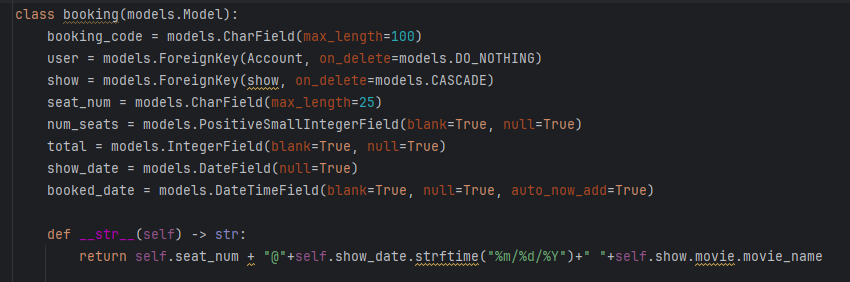 class booking(models.Model):
    booking_code = models.CharField(max_length=100)
    user = models.ForeignKey(Account, on_delete=models.DO_NOTHING)
    show = models.ForeignKey(show, on_delete=models.CASCADE)
    seat_num = models.CharField(max_length=25)
    num_seats = models.PositiveSmallIntegerField(blank=True, null=True)
    total = models.IntegerField(blank=True, null=True)
    show_date = models.DateField(null=True)
    booked_date = models.DateTimeField(blank=True, null=True, auto_now_add=True)

    def __str__(self) -> str:
        return self.seat_num + "@"+self.show_date.strftime("%m/%d/%Y")+" "+self.show.movie.movie_name